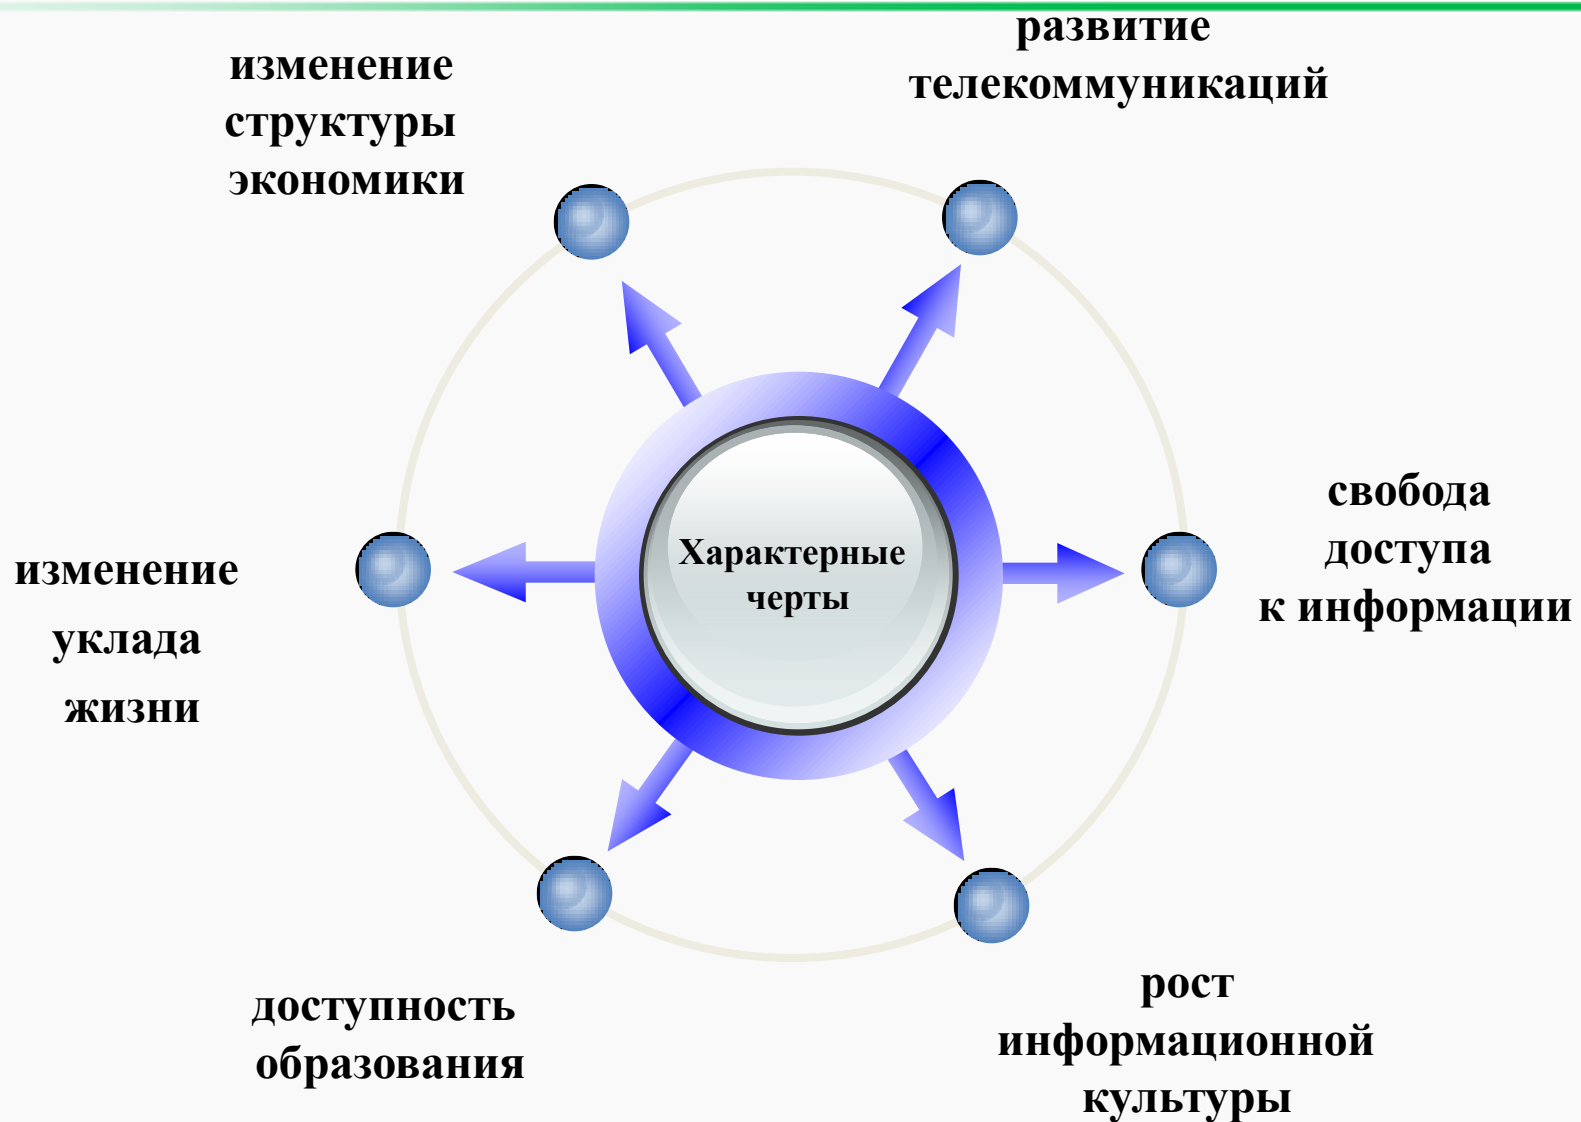 изменение
структуры
экономики
развитие
телекоммуникаций
изменение
уклада
жизни
Характерные
черты
свобода
доступа
к информации
доступность
образования
рост
информационной
культуры